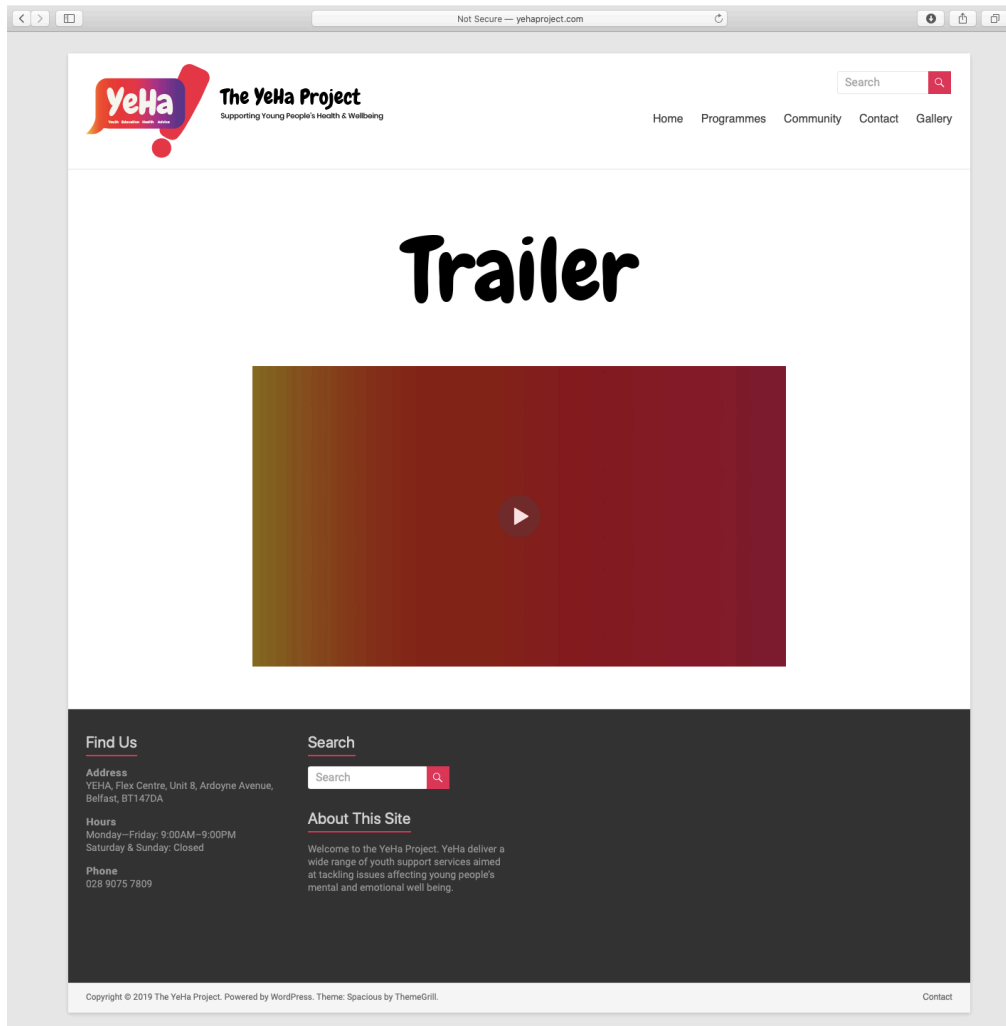 Not Secure — yehaproject.com
YeHa
Youth Education Health Advice
The YeHa Project
Supporting Young People's Health & Wellbeing
Search
Home Programmes Community Contact Gallery
Trailer
Find Us
Address
YEHA, Flex Centre, Unit 8, Ardoyne Avenue,
Belfast, BT147DA
Hours
Monday—Friday: 9:00AM–9:00PM
Saturday & Sunday: Closed
Phone
028 9075 7809
Search
Search
About This Site
Welcome to the YeHa Project. YeHa deliver a
wide range of youth support services aimed
at tackling issues affecting young people's
mental and emotional well being.
Copyright © 2019 The YeHa Project. Powered by WordPress. Theme: Spacious by ThemeGrill.
Contact